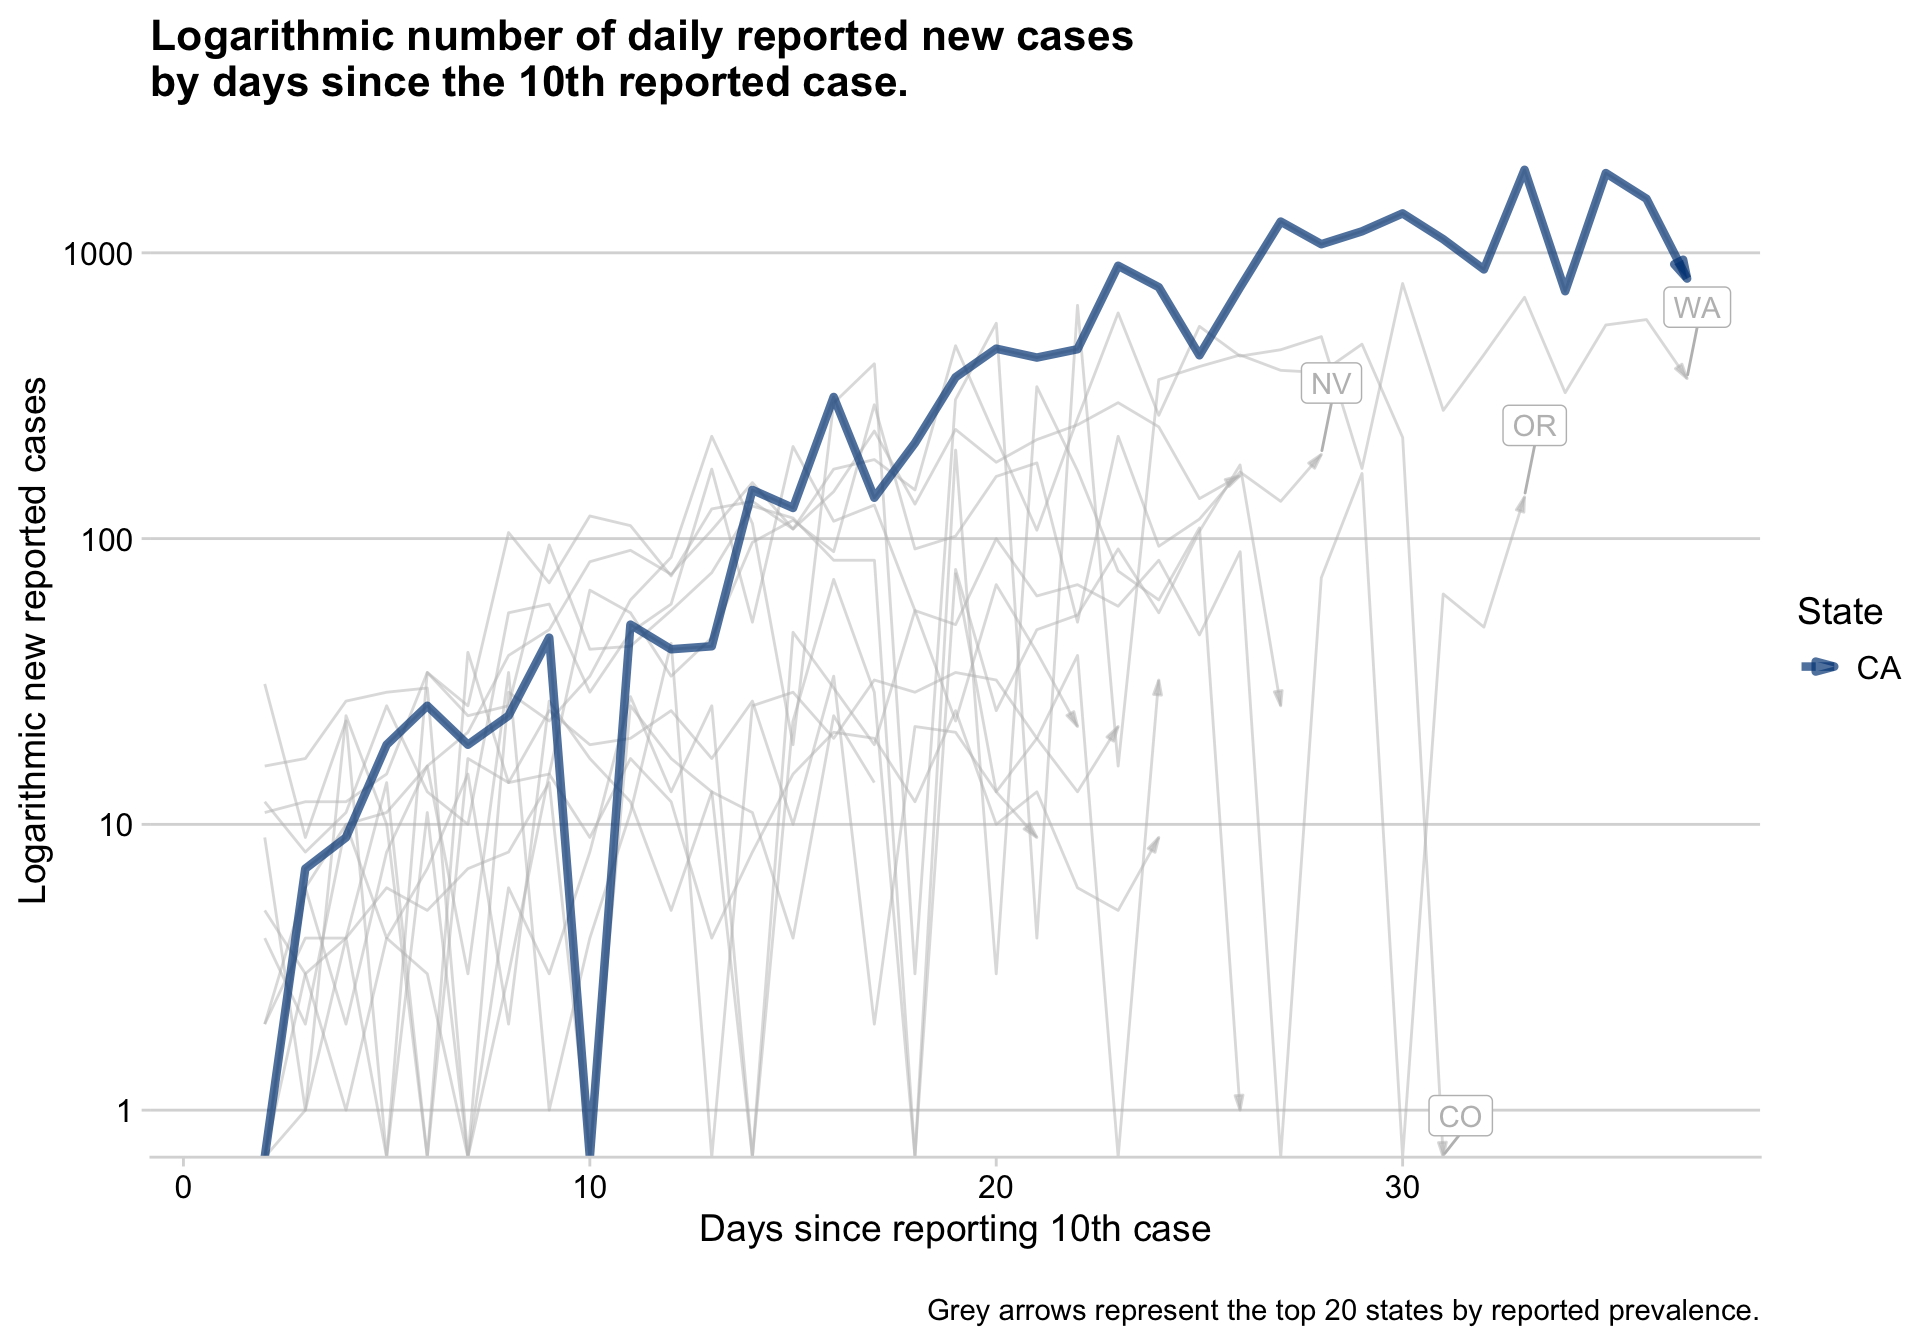 Logarithmic number of daily reported new cases
by days since the 10th reported case.
Logarithmic new reported cases
1000
100
10
1
WA
NV
OR
CO
State
CA
0
10
20
30
Days since reporting 10th case
Grey arrows represent the top 20 states by reported prevalence.